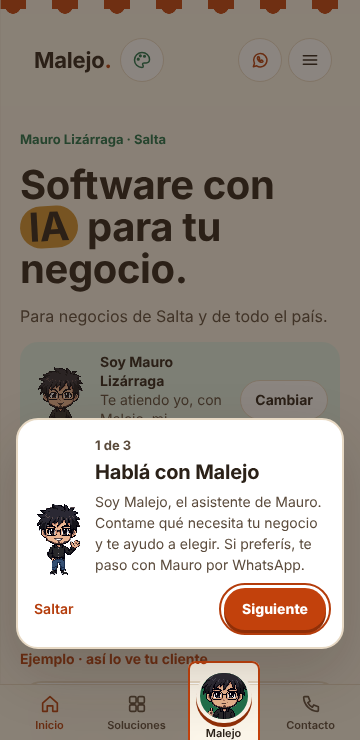 Malejo.
Mauro Lizárraga · Salta
Software con
IA para tu
negocio.
Para negocios de Salta y de todo el país.
Soy Mauro
Lizárraga
Te atiendo yo, con
Cambiar
1 de 3
Hablá con Malejo
Soy Malejo, el asistente de Mauro.
Contame qué necesita tu negocio
y te ayudo a elegir. Si preferís, te
paso con Mauro por WhatsApp.
Saltar
Siguiente
Ejemplo · así lo ve tu cliente
Inicio
Soluciones
Malejo
Contacto